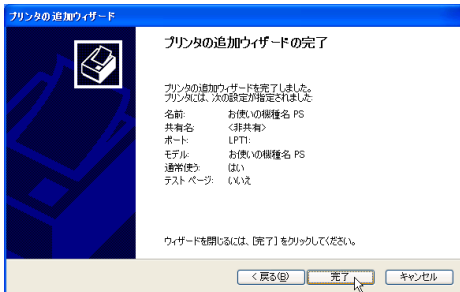 プリンタの追加ウィザード
プリンタの追加ウィザードの完了
プリンタの追加ウィザードを完了しました。
プリンタには、次の設定が指定されました:
名前: お使いの機種名 PS
共有名: <非共有>
ポート: LPT1:
モデル: お使いの機種名 PS
通常使う: はい
テスト ページ: いいえ
ウィザードを閉じるには、[完了] をクリックしてください。
< 戻る(B) 完了 キャンセル